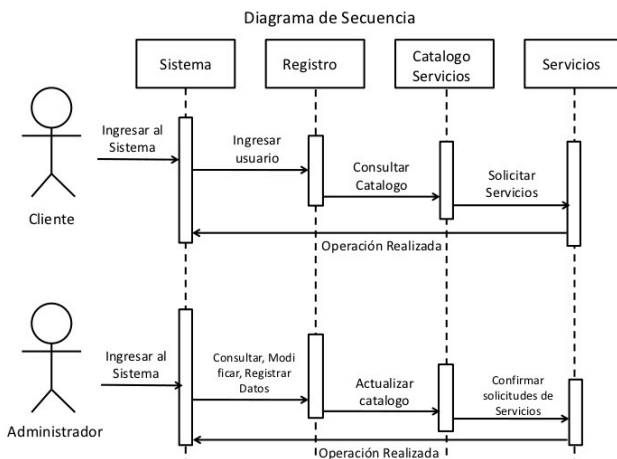 Diagrama de Secuencia
Sistema
Registro
Catalogo
Servicios
Servicios
Ingresar al
Sistema
Ingresar
usuario
Consultar
Catalogo
Solicitar
Servicios
Cliente
Operación Realizada
Ingresar al
Sistema
Consultar, Modi
ficar, Registrar
Datos
Actualizar
catalogo
Confirmar
solicitudes de
Servicios
Administrador
Operación Realizada